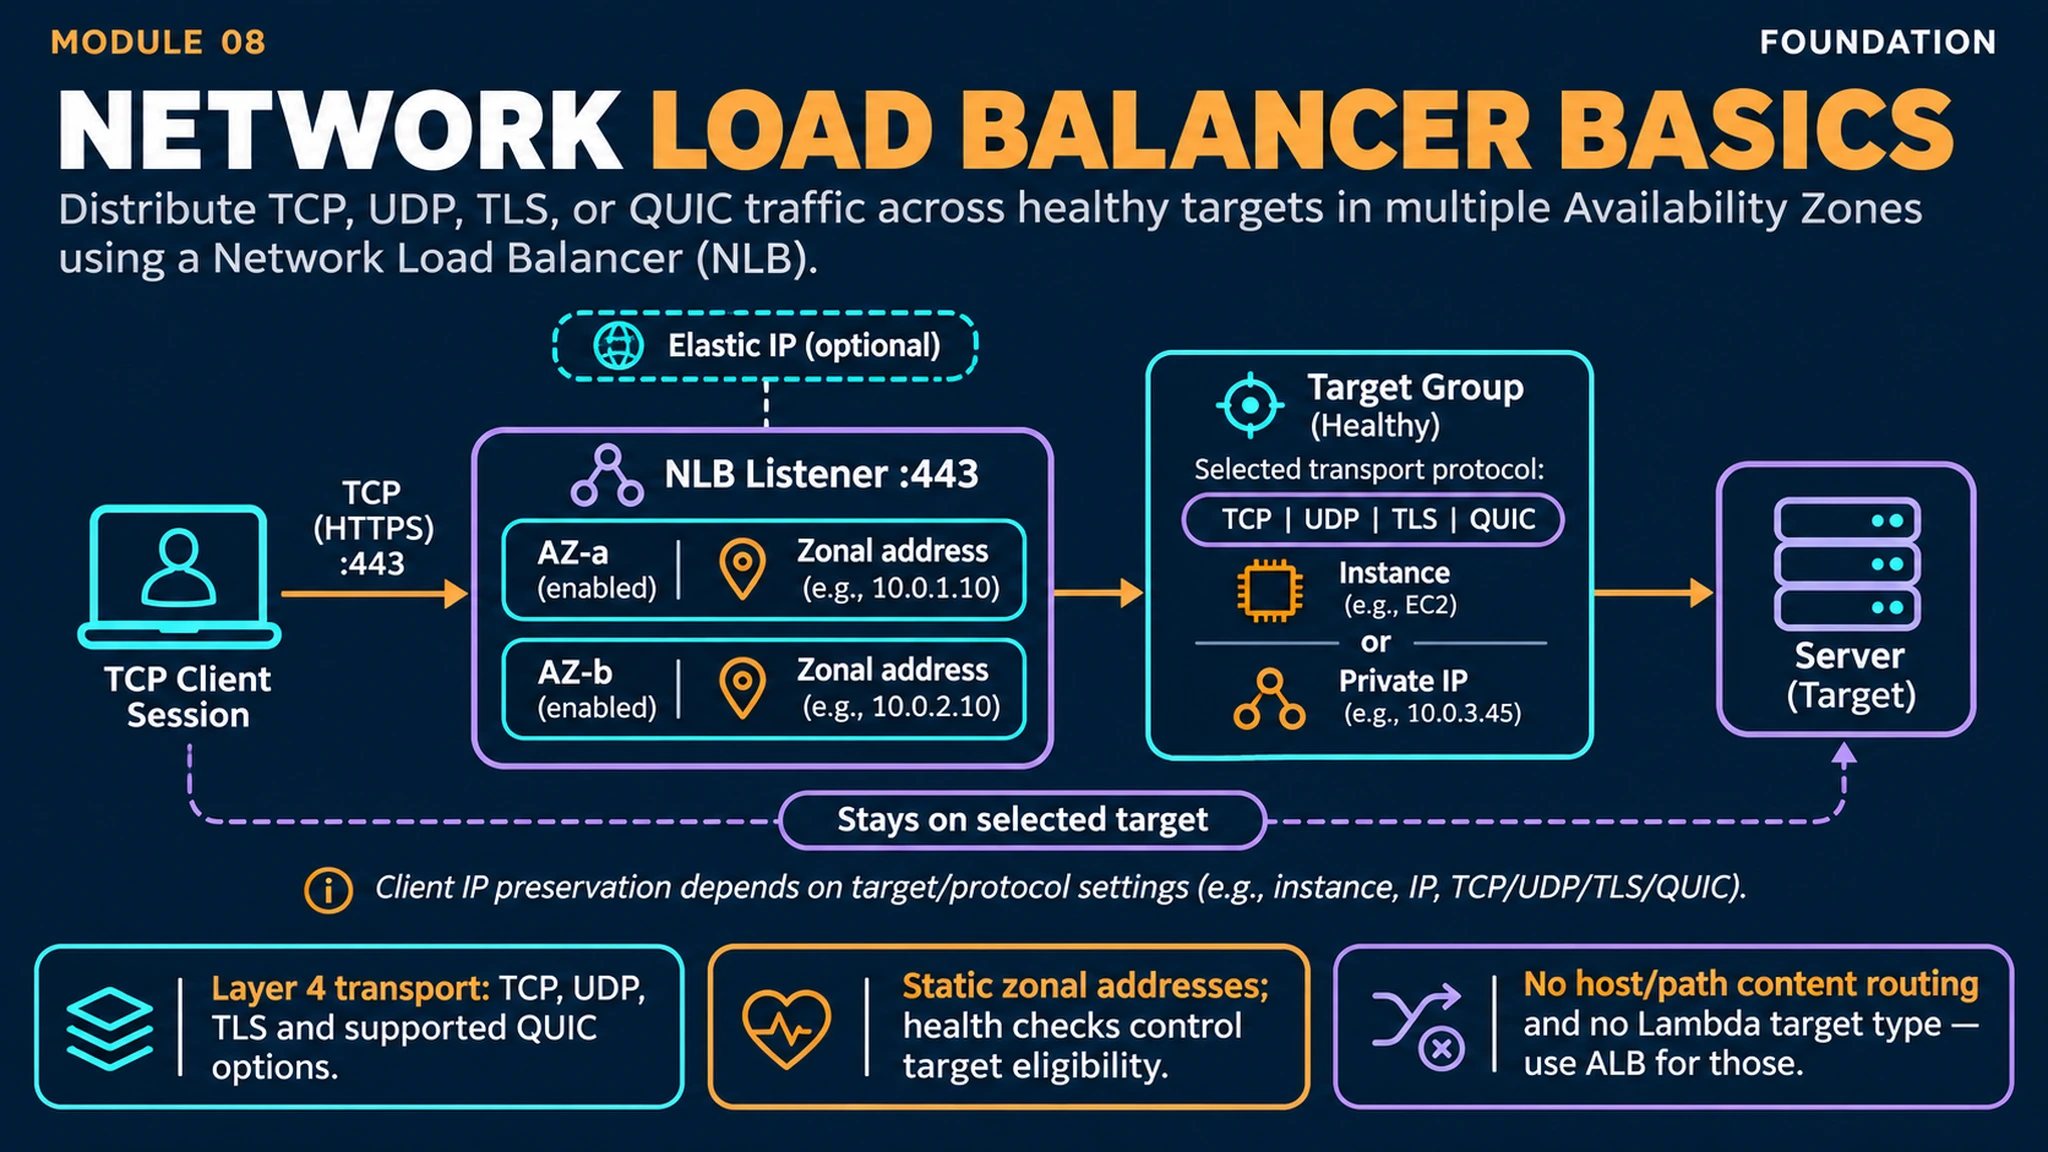 MODULE 08
FOUNDATION
NETWORK LOAD BALANCER BASICS
Distribute TCP, UDP, TLS, or QUIC traffic across healthy targets in multiple Availability Zones
using a Network Load Balancer (NLB).
Elastic IP (optional)
TCP
(HTTPS)
:443
TCP Client
Session
NLB Listener :443
AZ-a
(enabled)
Zonal address
(e.g., 10.0.1.10)
AZ-b
(enabled)
Zonal address
(e.g., 10.0.2.10)
Target Group
(Healthy)
Selected transport protocol:
TCP | UDP | TLS | QUIC
Instance
(e.g., EC2)
or
Private IP
(e.g., 10.0.3.45)
Server
(Target)
Stays on selected target
i
Client IP preservation depends on target/protocol settings (e.g., instance, IP, TCP/UDP/TLS/QUIC).
Layer 4 transport: TCP, UDP,
TLS and supported QUIC
options.
Static zonal addresses;
health checks control
target eligibility.
No host/path content routing
and no Lambda target type —
use ALB for those.